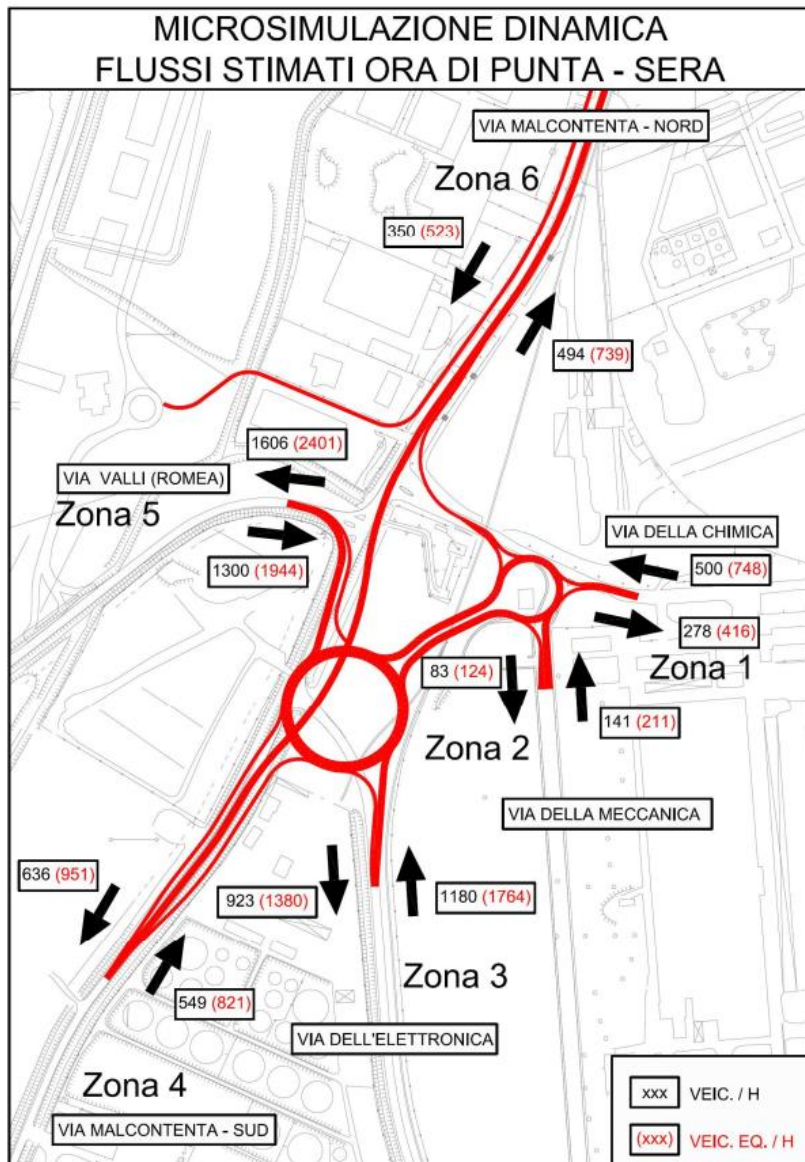 MICROSIMULAZIONE DINAMICA
FLUSSI STIMATI ORA DI PUNTA - SERA
VIA MALCONTENTA - NORD
Zona 6
350 (523)
494 (739)
1606 (2401)
VIA VALLI (ROMEA)
Zona 5
1300 (1944)
VIA DELLA CHIMICA
500 (748)
278 (416)
Zona 1
83 (124)
141 (211)
Zona 2
VIA DELLA MECCANICA
636 (951)
923 (1380)
1180 (1764)
Zona 3
549 (821)
VIA DELL'ELETTRONICA
Zona 4
VIA MALCONTENTA - SUD
xxx VEIC. / H
(xxx) VEIC. EQ. / H